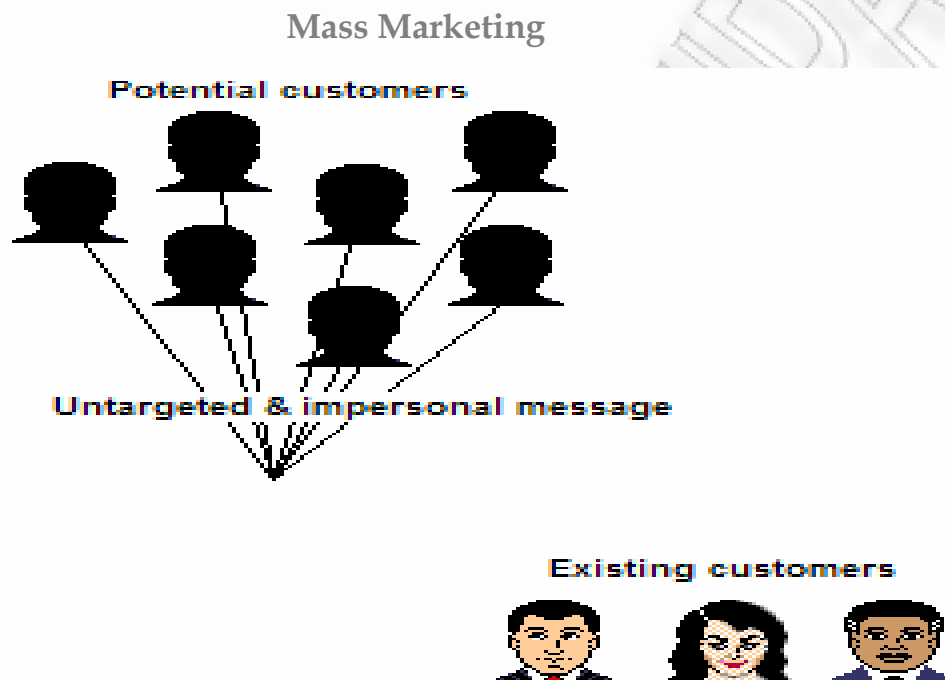 Mass Marketing
Potential customers
Untargeted & impersonal message
Existing customers